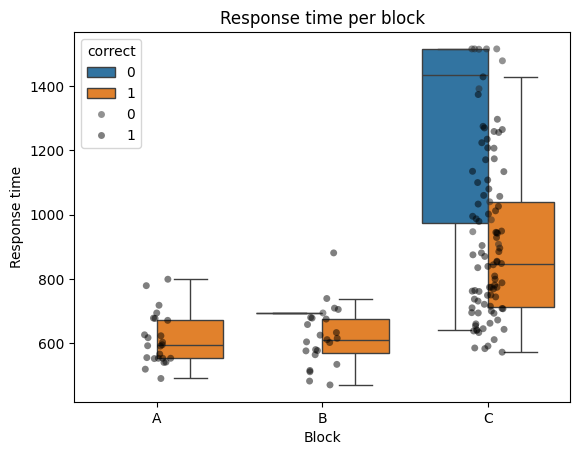 Response time per block
correct
0
1
0
1
1400
1200
1000
800
600
Response time
A
B
C
Block